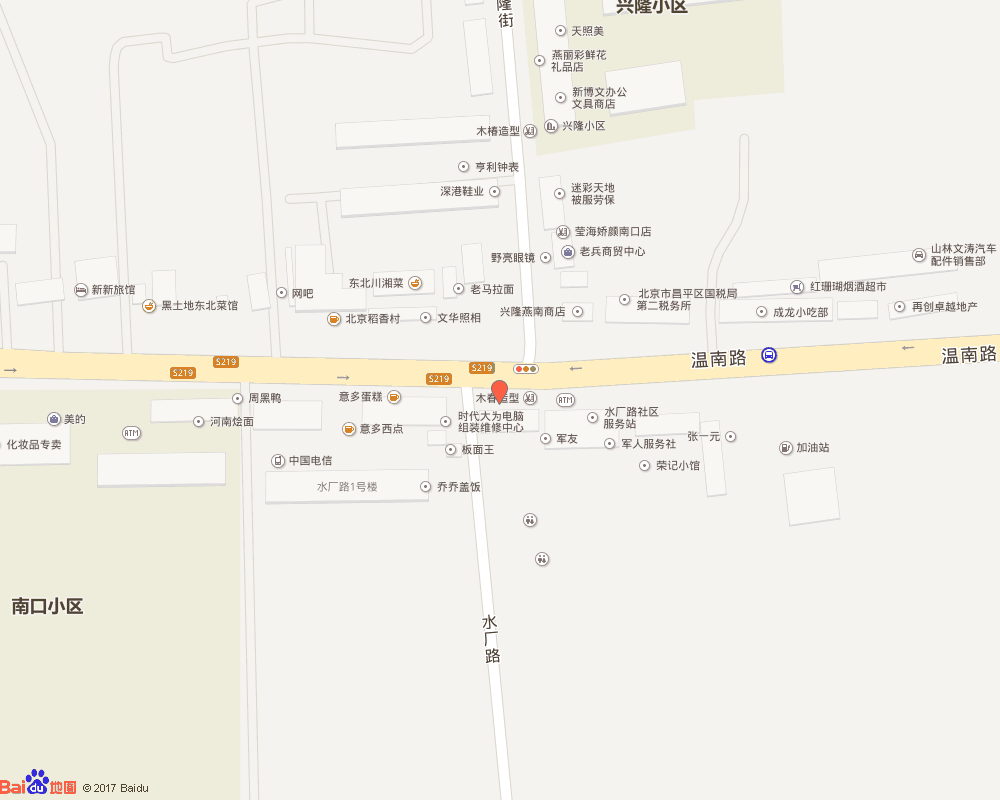 隆街
兴隆小区
天照美
燕丽彩鲜花
礼品店
新博文办公
文具商店
木椿造型
兴隆小区
亨利钟表
深港鞋业
迷彩天地
被服劳保
莹海娇颜南口店
老兵商贸中心
野亮眼镜
山林文涛汽车
配件销售部
新新旅馆
黑土地东北菜馆
网吧
东北川湘菜
老马拉面
北京市昌平区国税局
第二税务所
红珊瑚烟酒超市
兴隆燕南商店
北京稻香村
文华照相
成龙小吃部
再创卓越地产
温南路
温南路
S219
S219
S219
S219
周黑鸭
意多蛋糕
木椿造型
ATM
美的
河南烩面
时代大为电脑
组装维修中心
水厂路社区
服务站
ATM
意多西点
化妆品专卖
军友
军人服务社
张一元
加油站
板面王
中国电信
荣记小馆
水厂路1号楼
乔乔盖饭
南口小区
水厂路
Bai du 地图
© 2017 Baidu